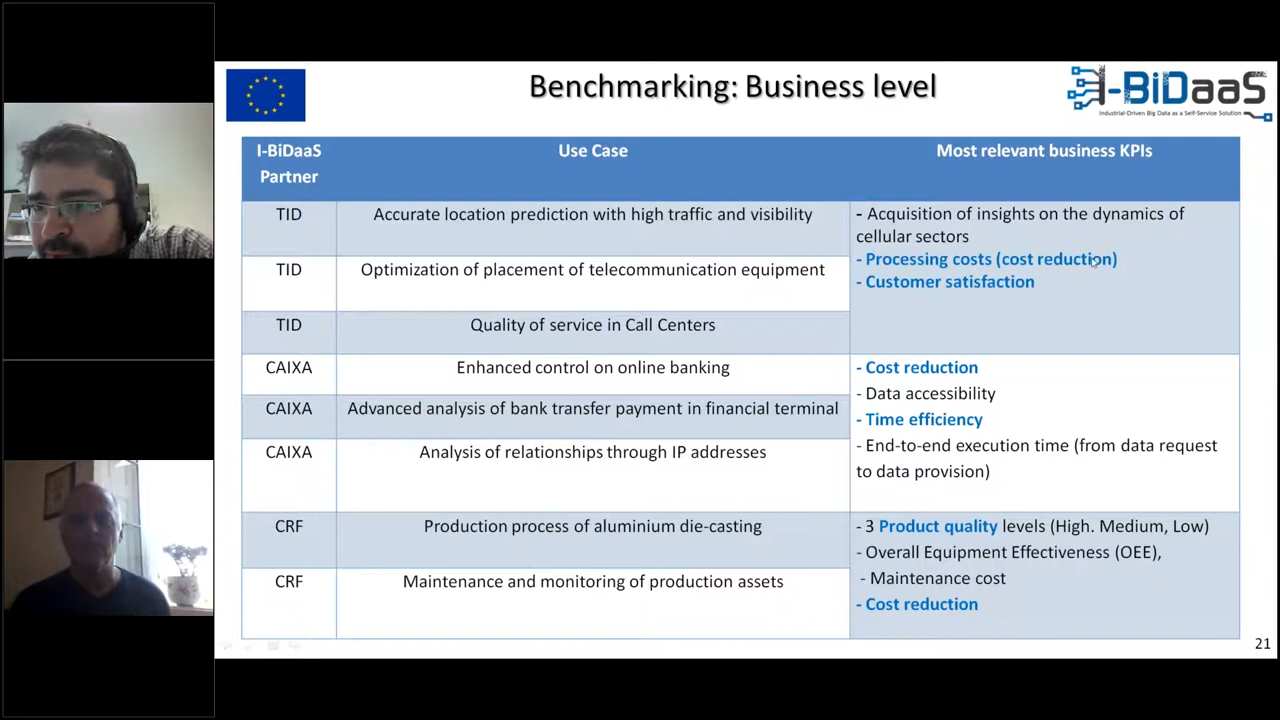 Benchmarking: Business level
I-BiDaaS
Industrial-Driven Big Data as a Self-Service Solution
I-BiDaaS
Partner
Use Case
Most relevant business KPIs
TID
Accurate location prediction with high traffic and visibility
- Acquisition of insights on the dynamics of
cellular sectors
- Processing costs (cost reduction)
- Customer satisfaction
TID
Optimization of placement of telecommunication equipment
TID
Quality of service in Call Centers
CAIXA
Enhanced control on online banking
- Cost reduction
- Data accessibility
- Time efficiency
- End-to-end execution time (from data request
to data provision)
CAIXA
Advanced analysis of bank transfer payment in financial terminal
CAIXA
Analysis of relationships through IP addresses
CRF
Production process of aluminium die-casting
- 3 Product quality levels (High. Medium, Low)
- Overall Equipment Effectiveness (OEE),
- Maintenance cost
- Cost reduction
CRF
Maintenance and monitoring of production assets
21